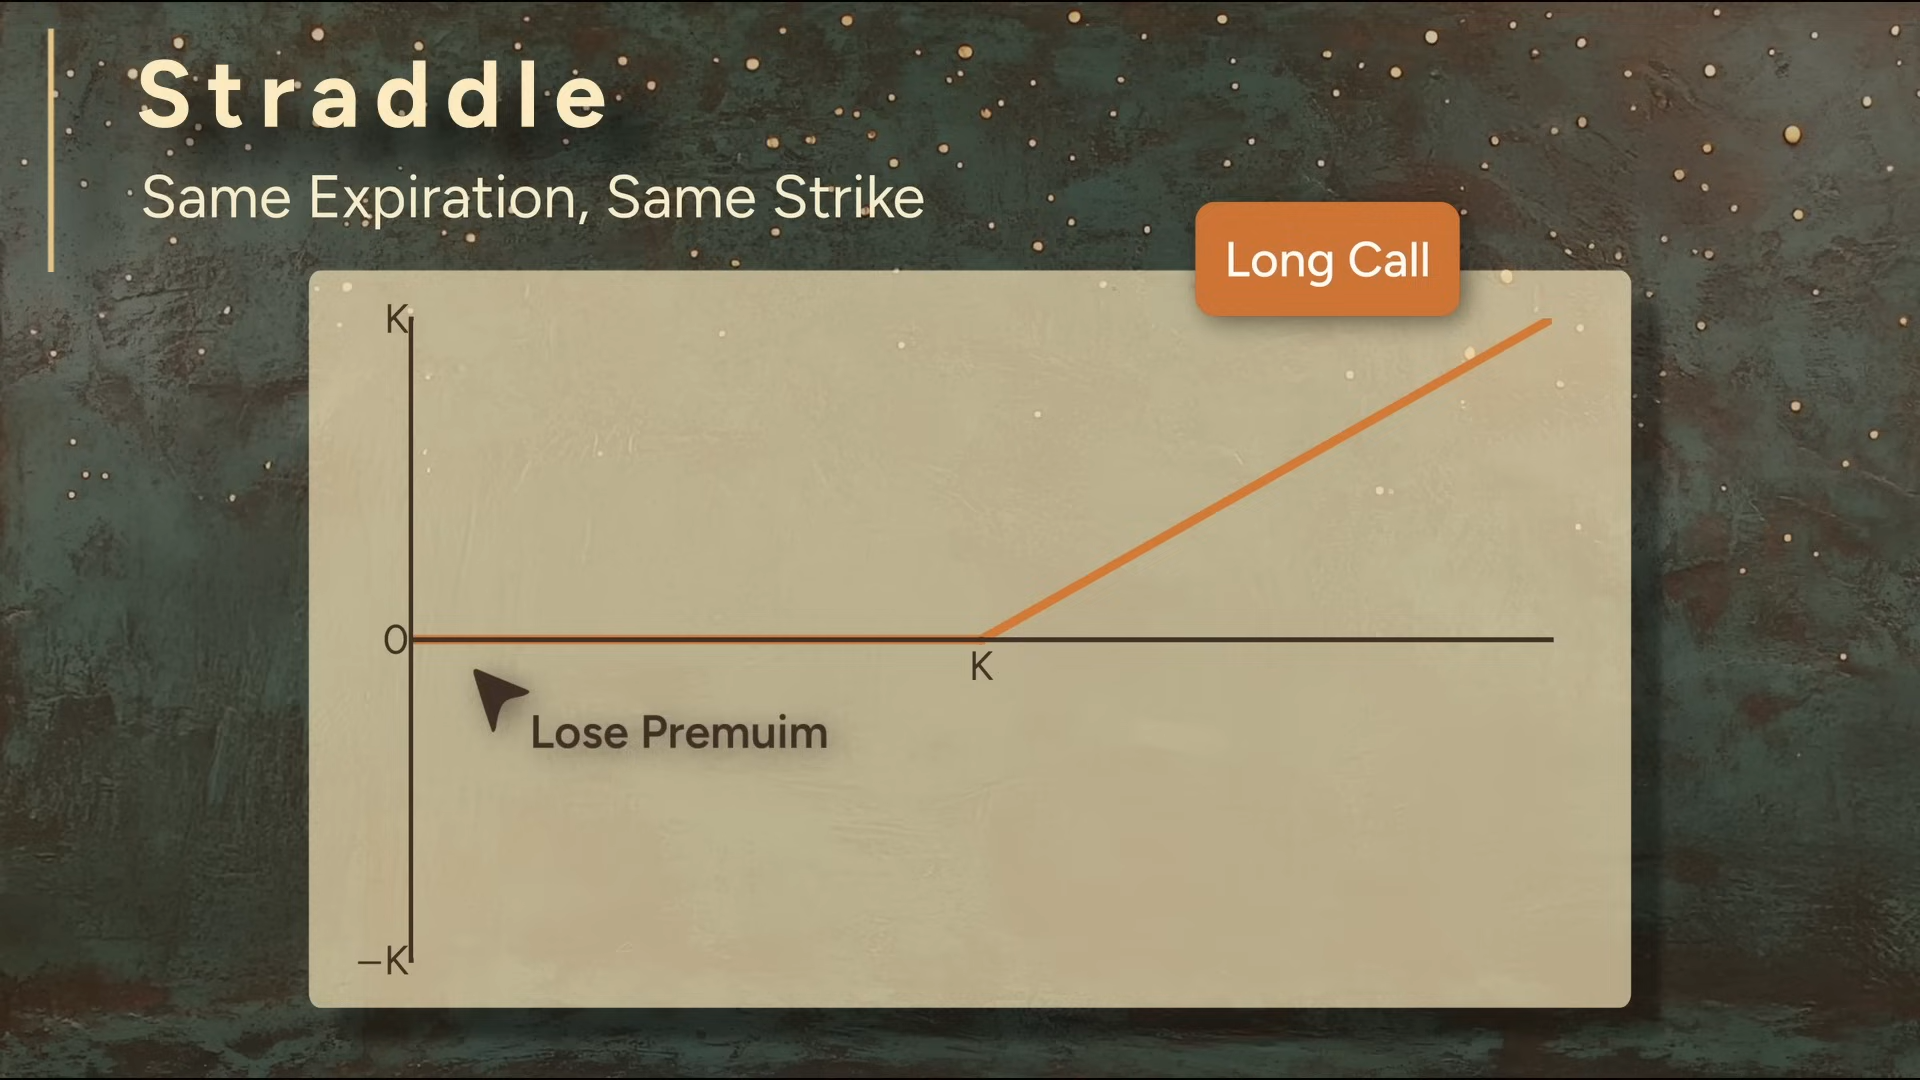 Straddle
Same Expiration, Same Strike
Long Call
K
0
K
Lose Premuim
–K